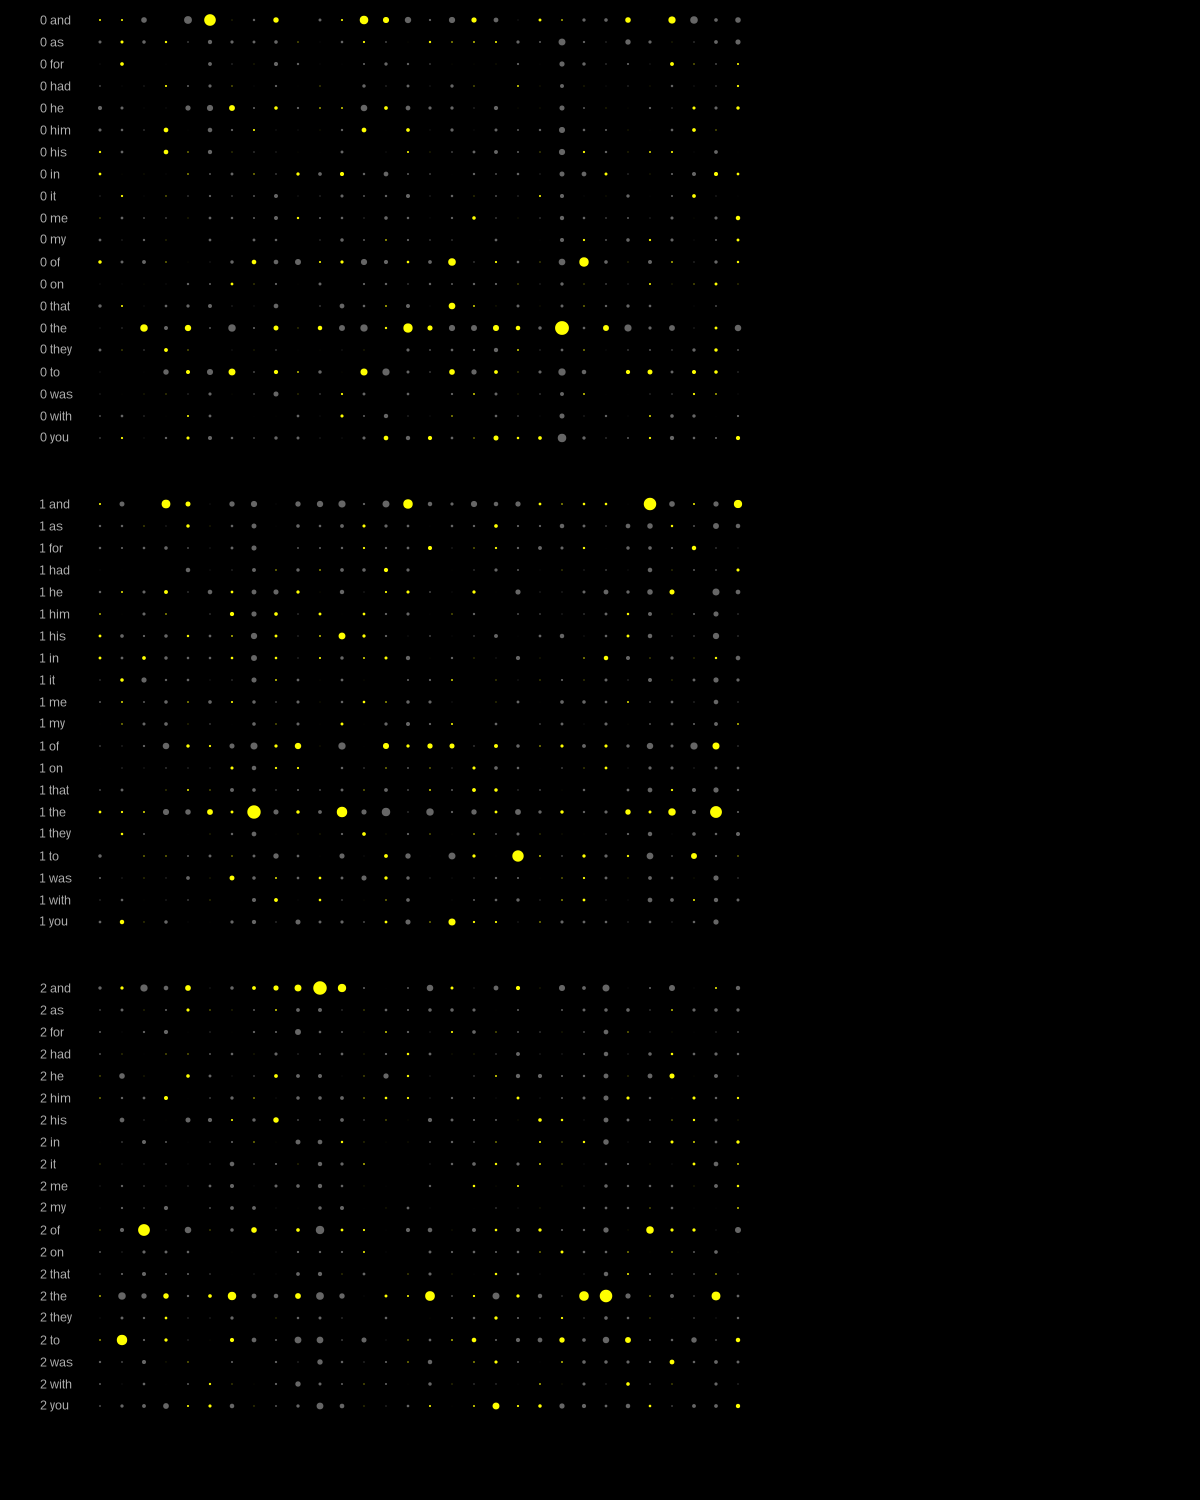 0 and
0 as
0 for
0 had
0 he
0 him
0 his
0 in
0 it
0 me
0 my
0 of
0 on
0 that
0 the
0 they
0 to
0 was
0 with
0 you
1 and
1 as
1 for
1 had
1 he
1 him
1 his
1 in
1 it
1 me
1 my
1 of
1 on
1 that
1 the
1 they
1 to
1 was
1 with
1 you
2 and
2 as
2 for
2 had
2 he
2 him
2 his
2 in
2 it
2 me
2 my
2 of
2 on
2 that
2 the
2 they
2 to
2 was
2 with
2 you